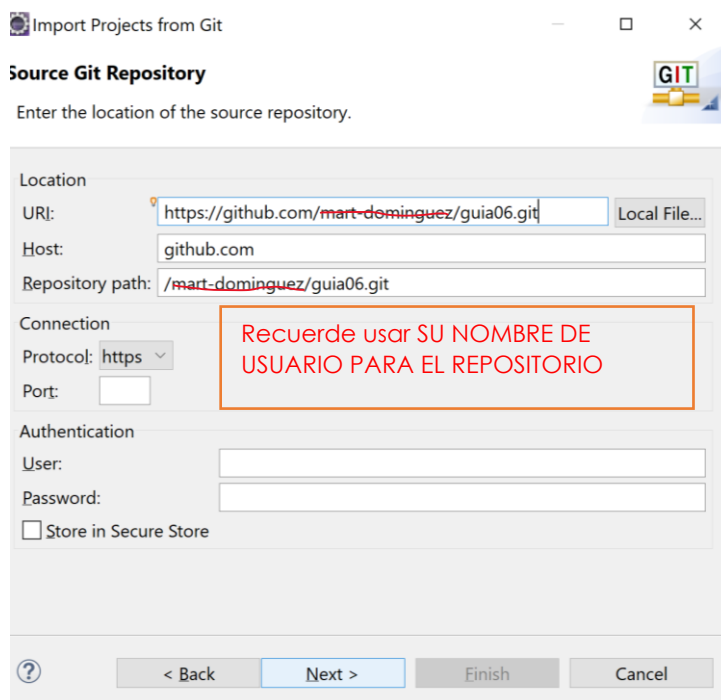 Import Projects from Git
Source Git Repository
GIT
Enter the location of the source repository.
Location
URI: https://github.com/mart-dominguez/guia06.git Local File...
Host: github.com
Repository path: /mart-dominguez/guia06.git
Connection
Protocol: https
Port:
Recuerde usar SU NOMBRE DE
USUARIO PARA EL REPOSITORIO
Authentication
User:
Password:
Store in Secure Store
? < Back Next > Finish Cancel